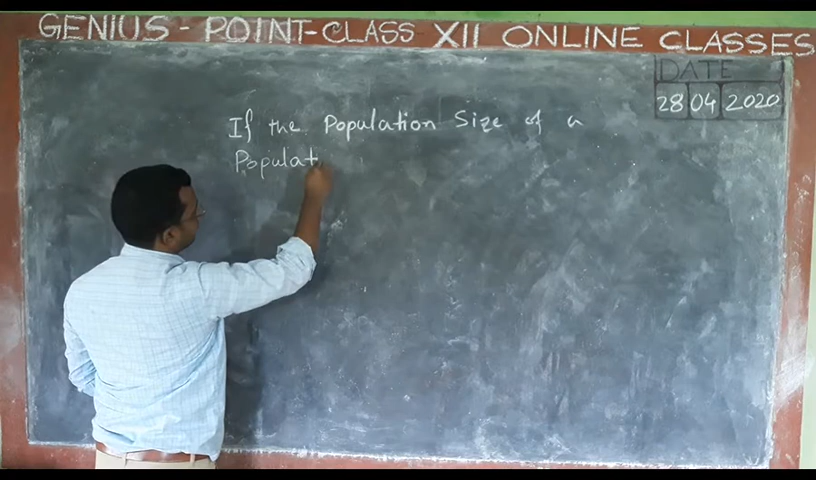 GENIUS - POINT-CLASS XII ONLINE CLASSES
DATE
28 04 2020
If the Population Size of a
Populat